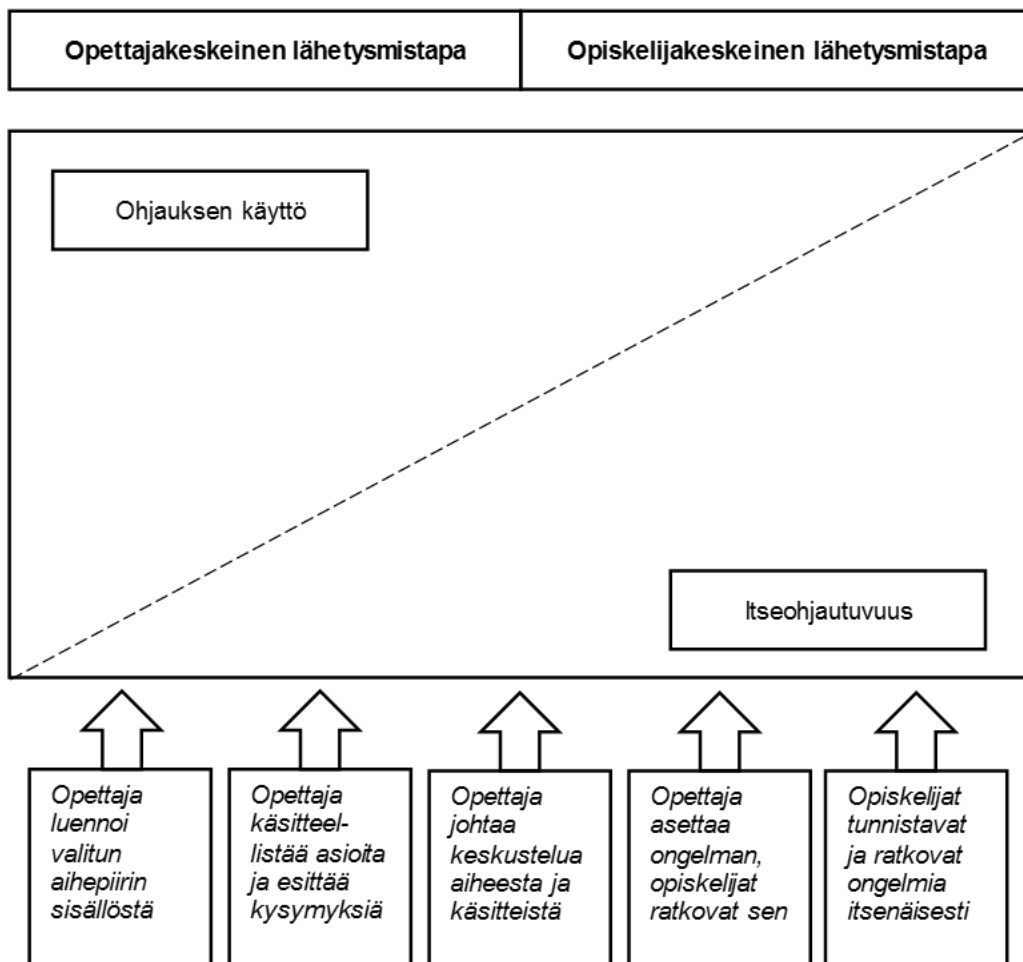 Opettajakeskeinen lähetysmistapa
Opiskelijakeskeinen lähetysmistapa
Ohjauksen käyttö
Itseohjautuvuus
Opettaja
luennoi
valitun
aihepiirin
sisällöstä
Opettaja
käsitteel-
listää asioita
ja esittää
kysymyksiä
Opettaja
johtaa
keskustelua
aiheesta ja
käsitteistä
Opettaja
asettaa
ongelman,
opiskelijat
ratkovat sen
Opiskelijat
tunnistavat
ja ratkovat
ongelmia
itsenäisesti